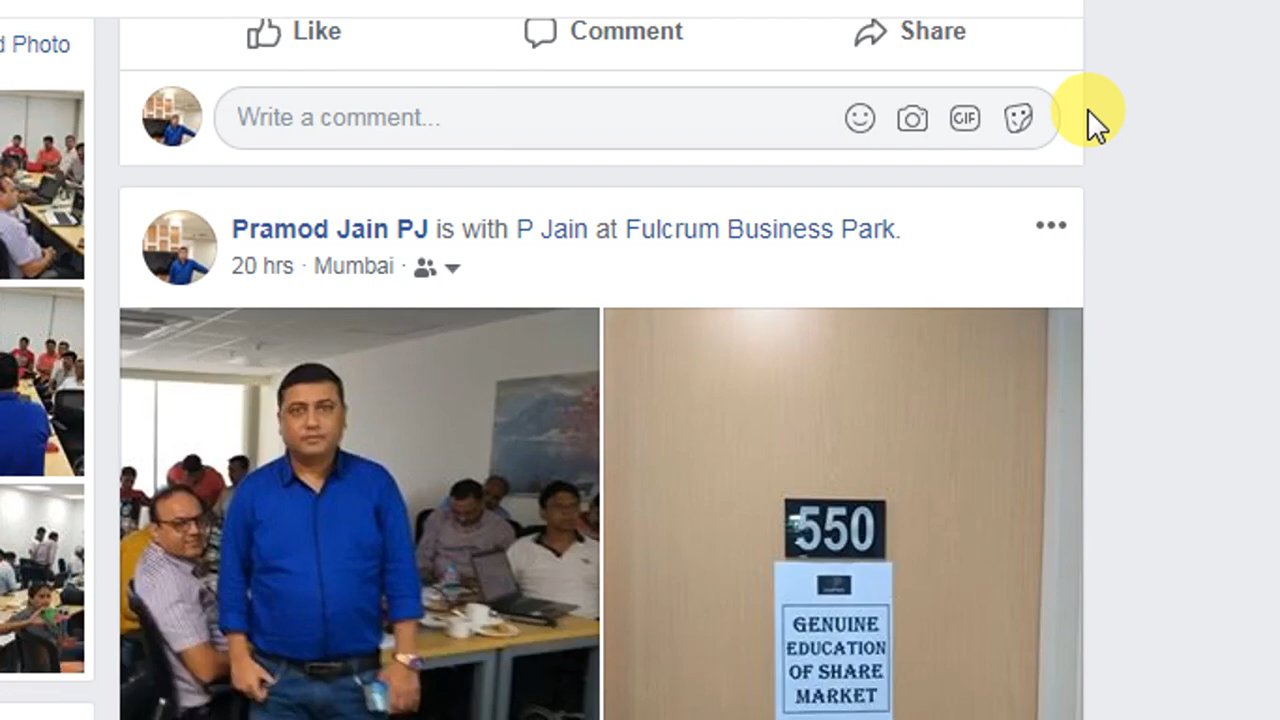 d Photo
Like
Comment
Share
Write a comment...
GIF
Pramod Jain PJ is with P Jain at Fulcrum Business Park.
20 hrs · Mumbai ·
550
GENUINE
EDUCATION
OF SHARE
MARKET